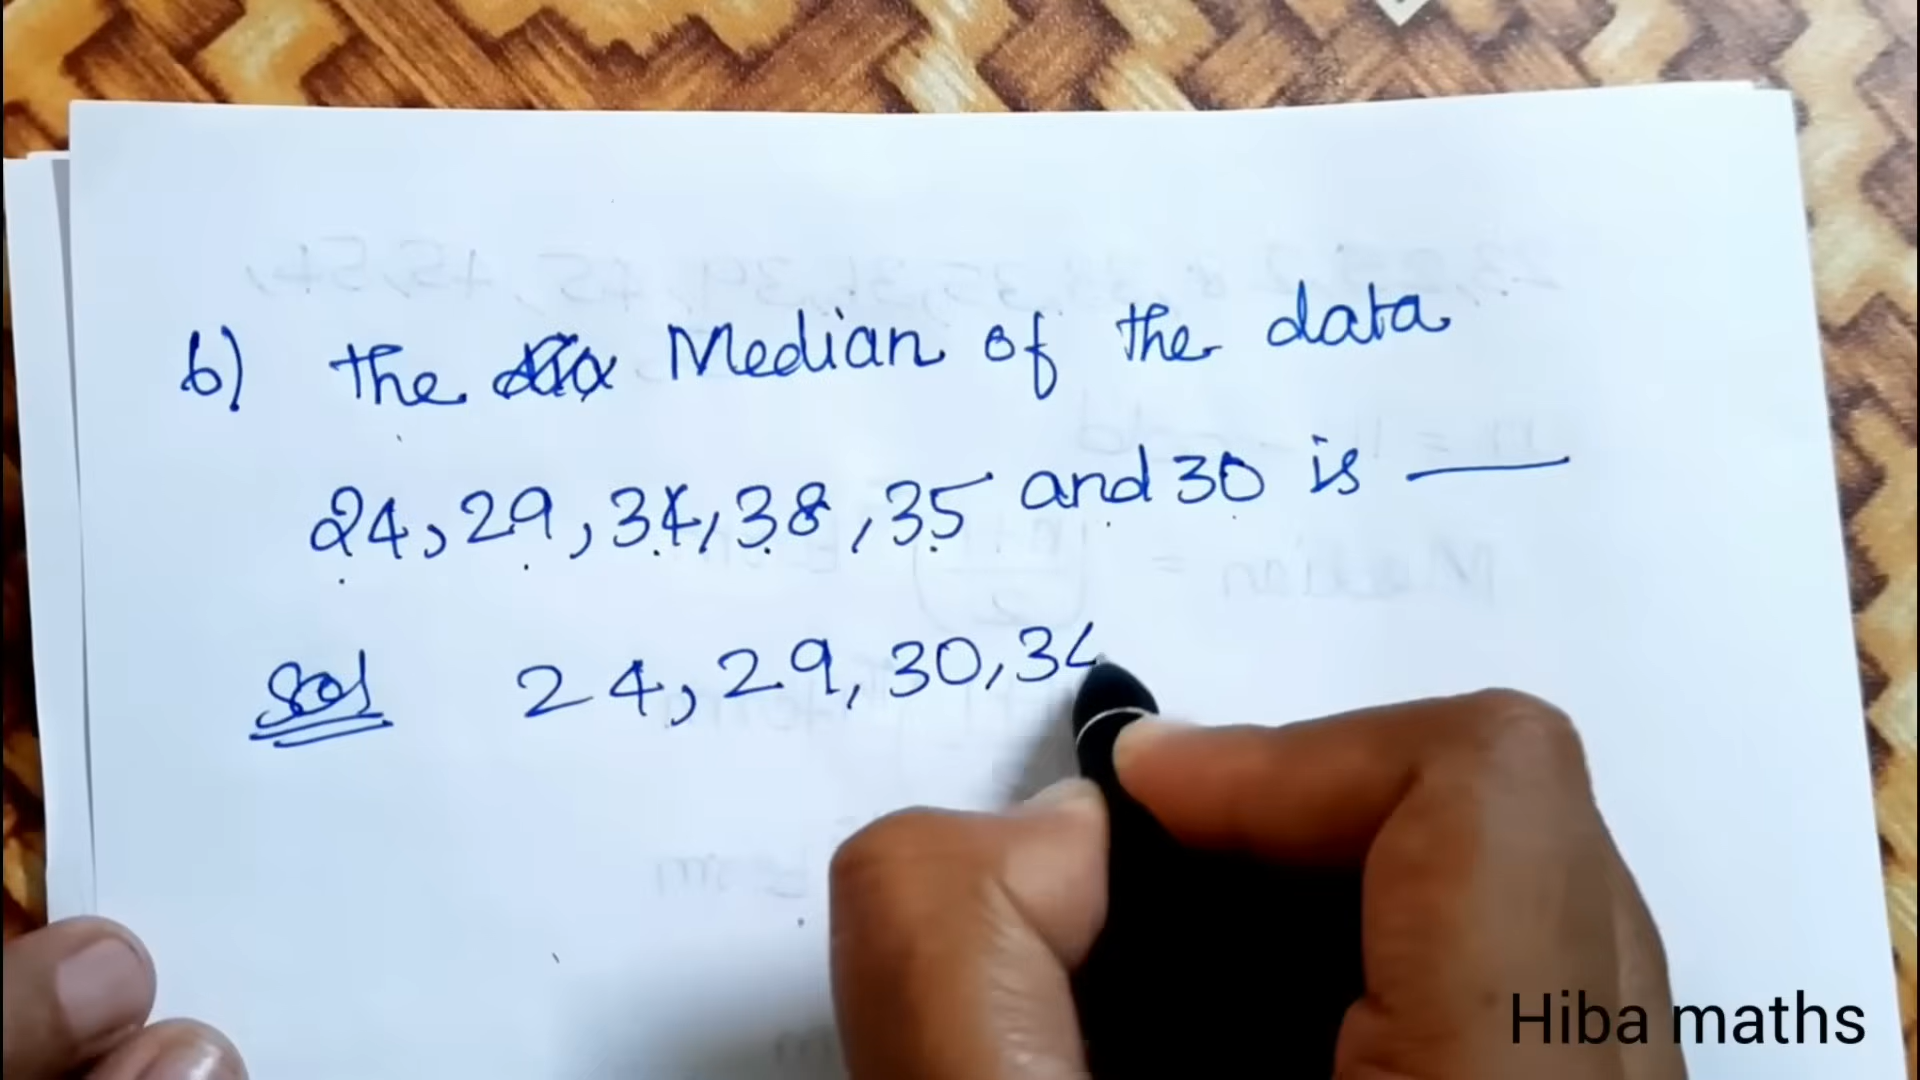 6) the Median of the data
24, 29, 34, 38, 35 and 30 is
Sol 24, 29, 30, 34
Hiba maths